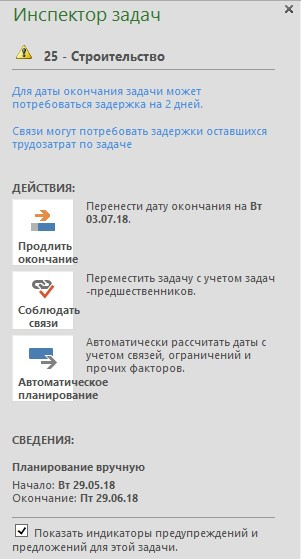 Инспектор задач
25 - Строительство
Для даты окончания задачи может
потребоваться задержка на 2 дней.
Связи могут потребовать задержки оставшихся
трудозатрат по задаче
ДЕЙСТВИЯ:
Продлить
окончание
Перенести дату окончания на Вт
03.07.18.
Соблюдать
связи
Переместить задачу с учетом задач
-предшественников.
Автоматическое
планирование
Автоматически рассчитать даты с
учетом связей, ограничений и
прочих факторов.
СВЕДЕНИЯ:
Планирование вручную
Начало: Вт 29.05.18
Окончание: Пт 29.06.18
Показать индикаторы предупреждений и
предложений для этой задачи.